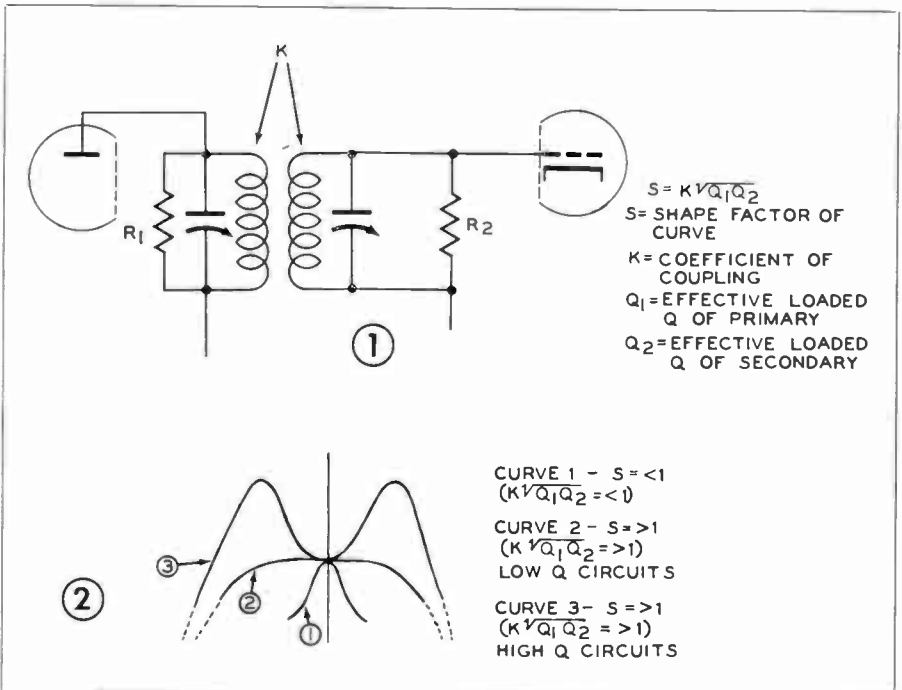 K
R1
R2
S = K√Q1Q2
S = SHAPE FACTOR OF
CURVE
K = COEFFICIENT OF
COUPLING
Q1 = EFFECTIVE LOADED
Q OF PRIMARY
Q2 = EFFECTIVE LOADED
Q OF SECONDARY
1
CURVE 1 - S = <1
(K√Q1Q2 = <1)
CURVE 2 - S = >1
(K√Q1Q2 = >1)
LOW Q CIRCUITS
CURVE 3 - S = >1
(K√Q1Q2 = >1)
HIGH Q CIRCUITS
3
2
1
2